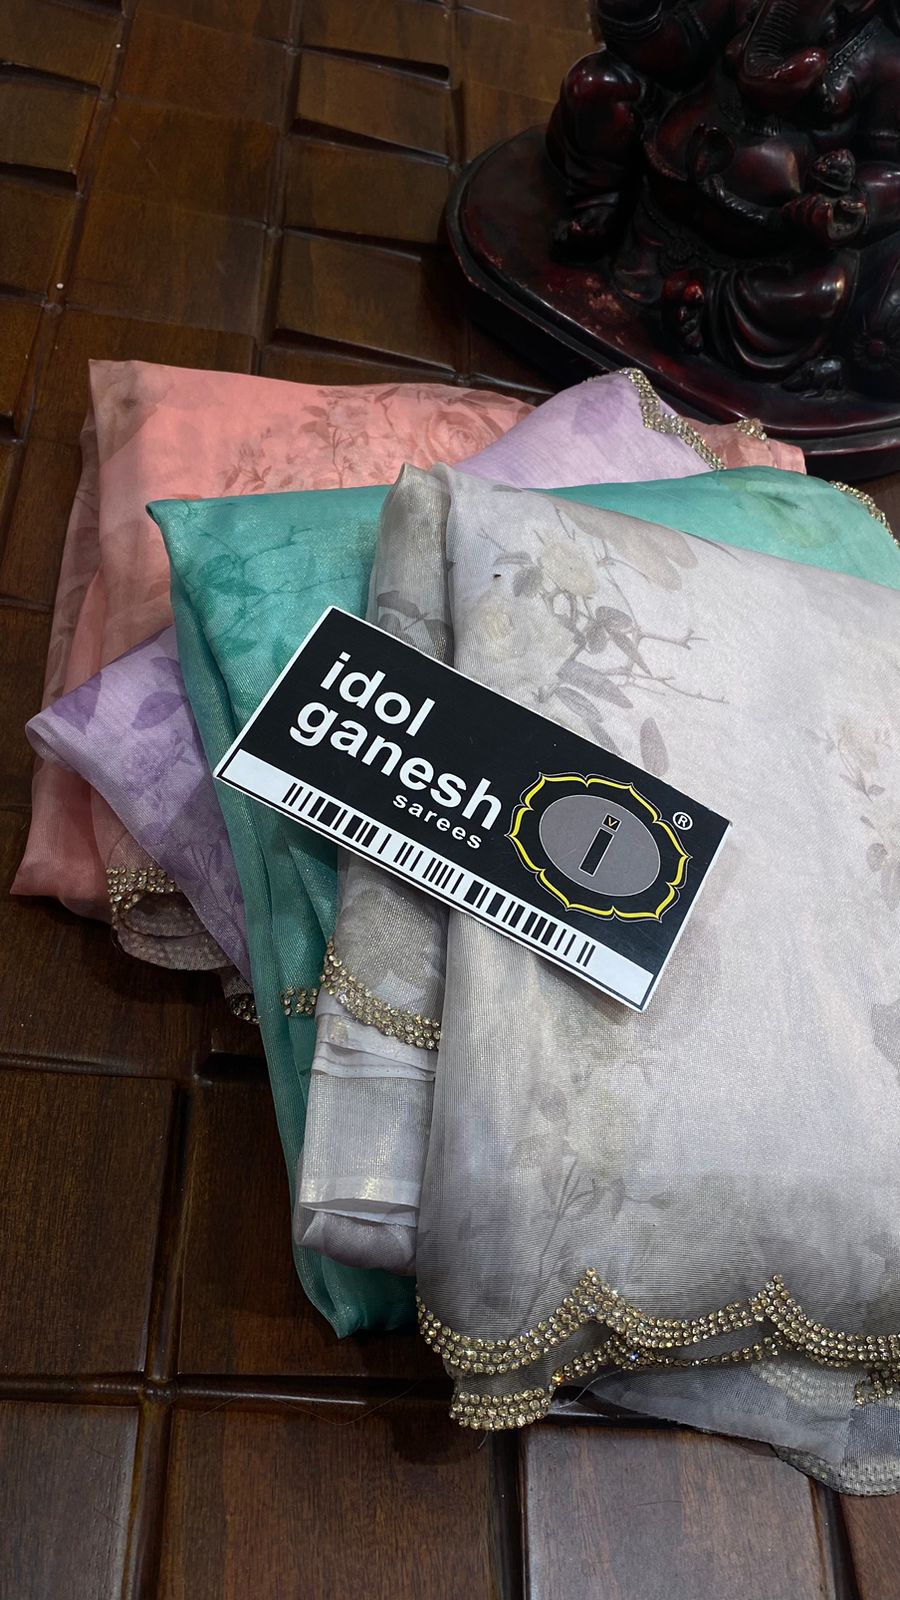 idol
ganesh
sarees
i
v
®